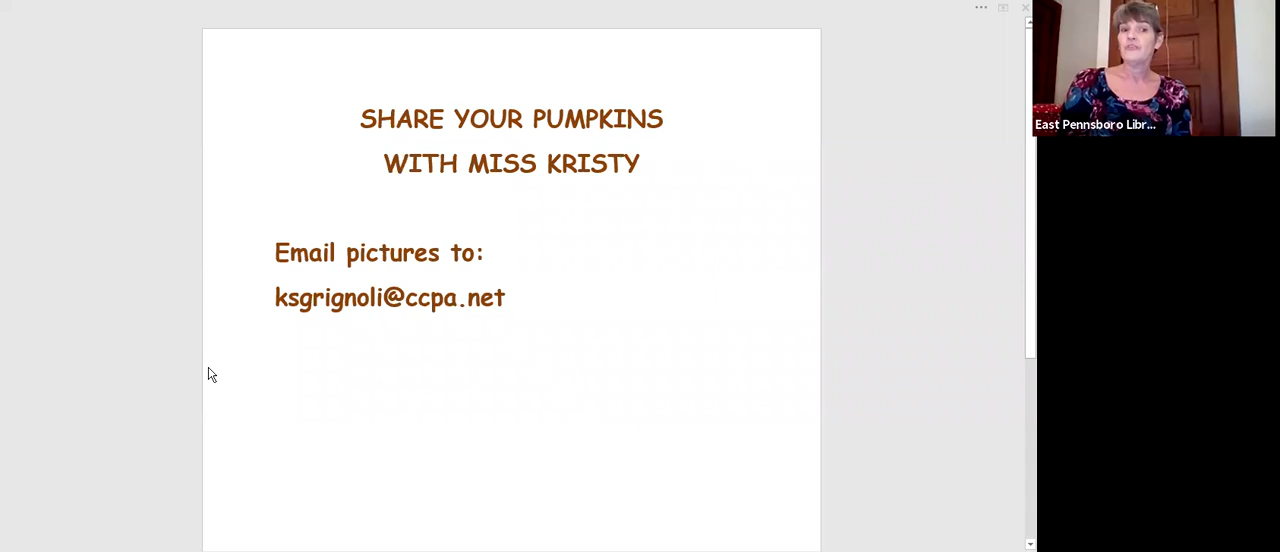 SHARE YOUR PUMPKINS
WITH MISS KRISTY
Email pictures to:
ksgrignoli@ccpa.net
East Pennsboro Libr...